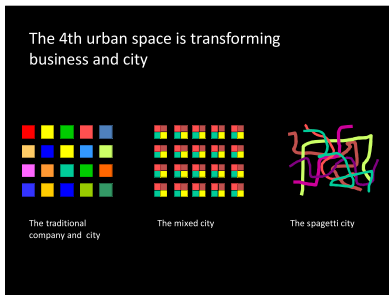 The 4th urban space is transforming
business and city
The traditional
company and city
The mixed city
The spagetti city